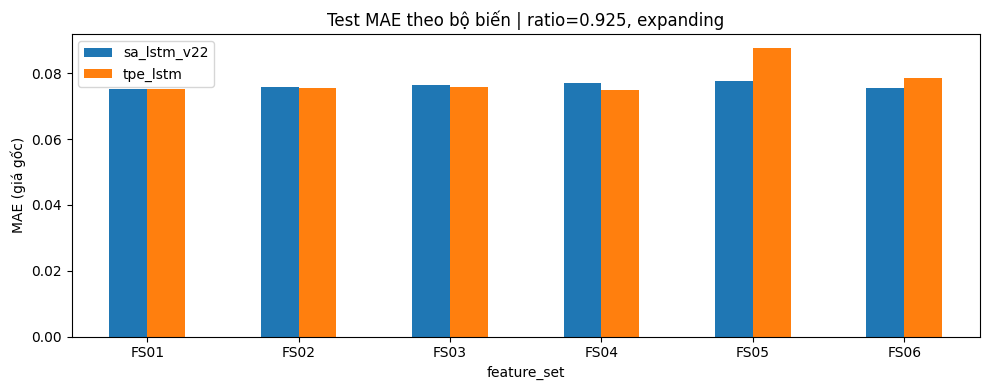 Test MAE theo bộ biến | ratio=0.925, expanding
sa_lstm_v22
tpe_lstm
MAE (giá gốc)
0.08
0.06
0.04
0.02
0.00
FS01 FS02 FS03 FS04 FS05 FS06
feature_set